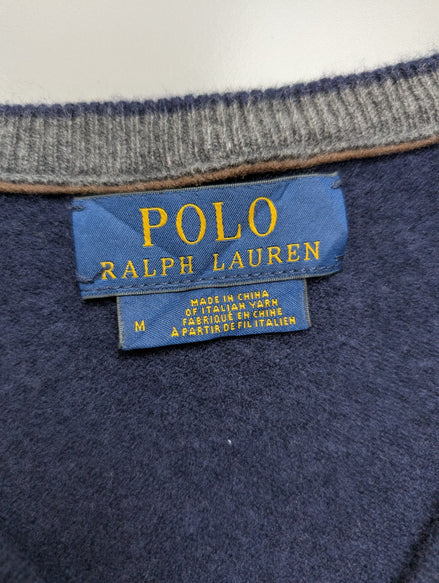 POLO
RALPH LAUREN
M
MADE IN CHINA
OF ITALIAN YARN
FABRIQUÉ EN CHINE
À PARTIR DE FIL ITALIEN